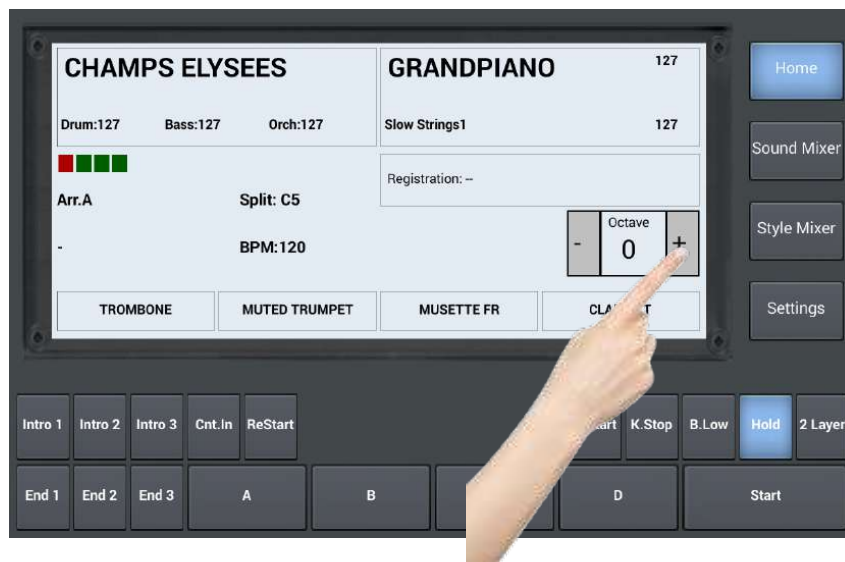 CHAMPS ELYSEES
GRANDPIANO 127
Drum:127 Bass:127 Orch:127
Slow Strings1 127
Registration: --
Arr.A Split: C5
- BPM:120
Octave
- 0 +
TROMBONE MUTED TRUMPET MUSETTE FR
Home
Sound Mixer
Style Mixer
Settings
Intro 1 Intro 2 Intro 3 Cnt.In ReStart K.Stop B.Low Hold 2 Layer
End 1 End 2 End 3 A B D Start